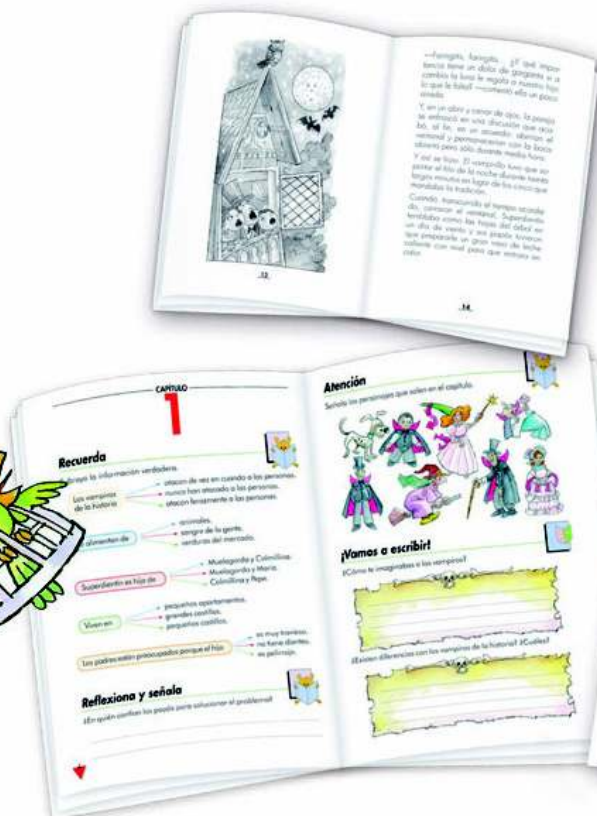 —Faringitis, faringitis... ¿Y qué impor-
tancia tiene un dolor de garganta si a
cambio la luna le regala a nuestro hijo
lo que le falta? —comentó ella un poco
airada.
Y, en un abrir y cerrar de ojos, la pareja
se enfrascó en una discusión que aca-
bó, al fin, en un acuerdo: abrirían el
ventanal y permanecerían con la boca
abierta pero sólo durante media hora.
Y así se hizo. El vampirillo tuvo que so-
portar el frío de la noche durante treinta
largos minutos en lugar de los cinco que
mandaba la tradición.
Cuando, transcurrido el tiempo acorda-
do, cerraron el ventanal, Superdientín
temblaba como las hojas del árbol en
un día de viento y sus papás tuvieron
que prepararle un gran vaso de leche
caliente con miel para que entrara en
calor.
13
14
CAPÍTULO
1
Recuerda
la información verdadera.
Los vampiros
de la historia
atacan de vez en cuando a las personas.
nunca han atacado a las personas.
atacan ferozmente a las personas.
alimentan de
animales.
sangre de la gente.
verduras del mercado.
Superdientín es hijo de
Muelagorda y Colmillina.
Muelagorda y María.
Colmillina y Pepe.
Viven en
pequeños apartamentos.
grandes castillos.
pequeños castillos.
Los padres están preocupados porque el hijo
es muy travieso.
no tiene dientes.
es pelirrojo.
Reflexiona y señala
¿En quién confían los papás para solucionar el problema?
Atención
Señala los personajes que salen en el capítulo.
¡Vamos a escribir!
¿Cómo te imaginabas a los vampiros?
¿Existen diferencias con los vampiros de la historia? ¿Cuáles?